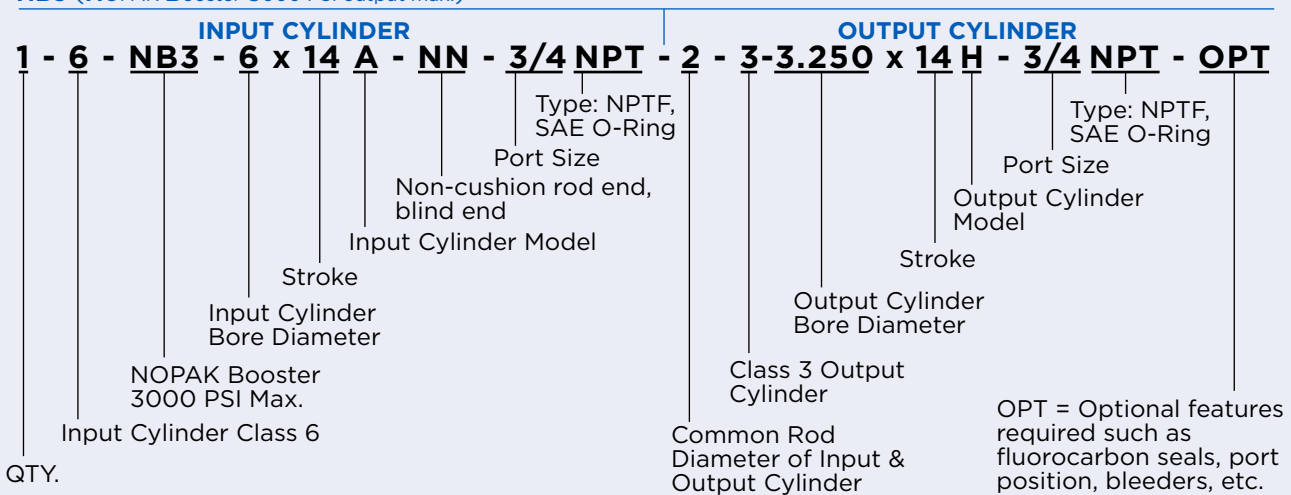 INPUT CYLINDER
OUTPUT CYLINDER
1 - 6 - NB3 - 6 x 14 A - NN - 3/4 NPT - 2 - 3-3.250 x 14 H - 3/4 NPT - OPT
Type: NPTF,
SAE O-Ring
Port Size
Non-cushion rod end,
blind end
Input Cylinder Model
Stroke
Input Cylinder
Bore Diameter
NOPAK Booster
3000 PSI Max.
Input Cylinder Class 6
QTY.
Type: NPTF,
SAE O-Ring
Port Size
Output Cylinder
Model
Stroke
Output Cylinder
Bore Diameter
Class 3 Output
Cylinder
Common Rod
Diameter of Input &
Output Cylinder
OPT = Optional features
required such as
fluorocarbon seals, port
position, bleeders, etc.